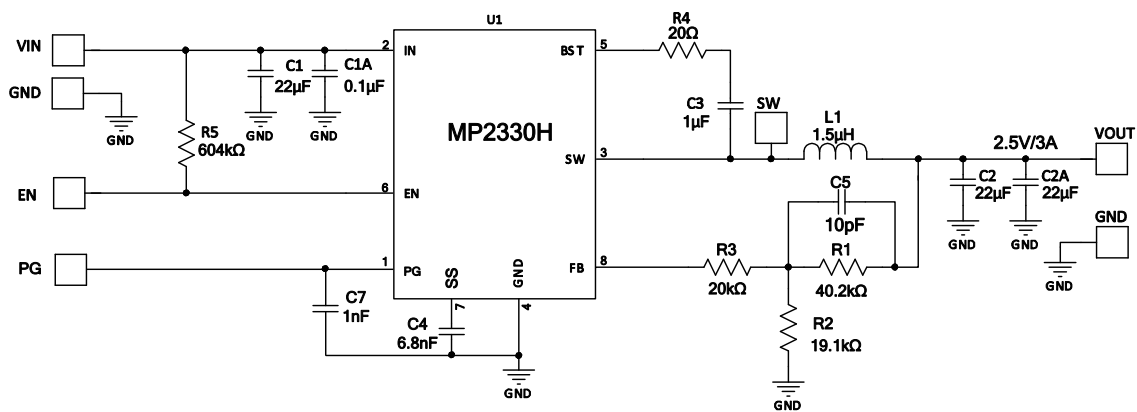 U1
VIN
2
IN
C1
22µF
C1A
0.1µF
GND
GND
GND
GND
R5
604kΩ
EN
6
EN
PG
1
PG
C7
1nF
C4
6.8nF
SS
7
GND
4
GND
MP2330H
BST
5
R4
20Ω
C3
1µF
SW
SW
3
L1
1.5µH
2.5V/3A
VOUT
C2
22µF
C2A
22µF
GND
GND
GND
GND
C5
10pF
FB
8
R3
20kΩ
R1
40.2kΩ
R2
19.1kΩ
GND